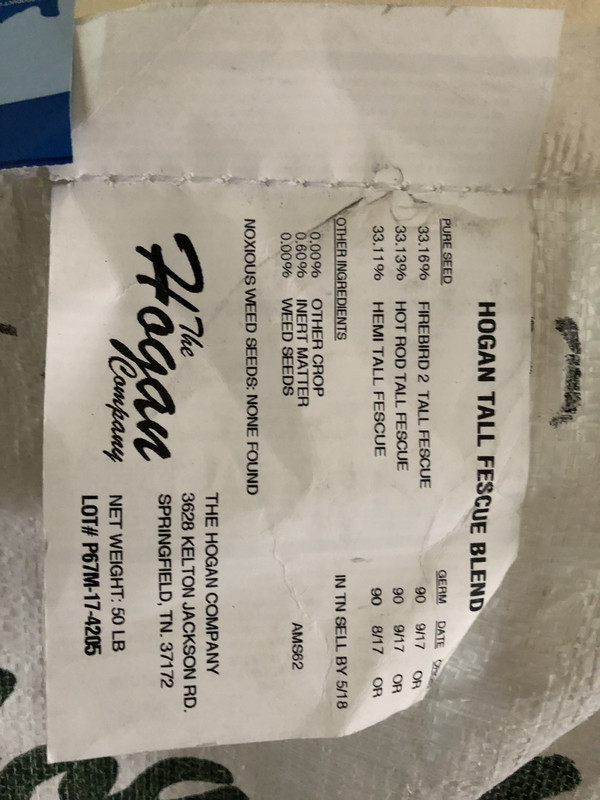 HOGAN TALL FESCUE BLEND
PURE SEED GERM DATE
33.16% FIREBIRD 2 TALL FESCUE 90 9/17 OR
33.13% HOT ROD TALL FESCUE 90 9/17 OR
33.11% HEMI TALL FESCUE 90 8/17 OR
OTHER INGREDIENTS IN TN SELL BY 5/18
0.00% OTHER CROP
0.60% INERT MATTER AMS62
0.00% WEED SEEDS
NOXIOUS WEED SEEDS: NONE FOUND
The
Hogan
Company
THE HOGAN COMPANY
3628 KELTON JACKSON RD.
SPRINGFIELD, TN. 37172
NET WEIGHT: 50 LB
LOT# P67M-17-4205